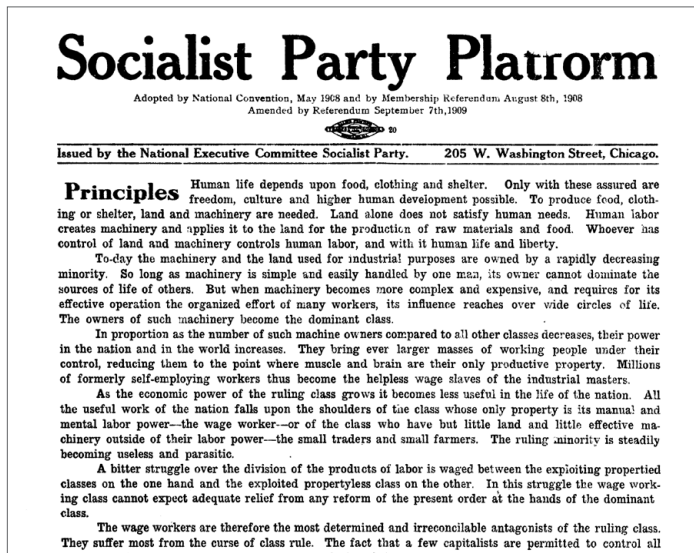 Socialist Party Platform
Adopted by National Convention, May 1908 and by Membership Referendum August 8th, 1908
Amended by Referendum September 7th, 1909
20
Issued by the National Executive Committee Socialist Party. 205 W. Washington Street, Chicago.
Principles Human life depends upon food, clothing and shelter. Only with these assured are
freedom, culture and higher human development possible. To produce food, cloth-
ing or shelter, land and machinery are needed. Land alone does not satisfy human needs. Human labor
creates machinery and applies it to the land for the production of raw materials and food. Whoever has
control of land and machinery controls human labor, and with it human life and liberty.
To-day the machinery and the land used for industrial purposes are owned by a rapidly decreasing
minority. So long as machinery is simple and easily handled by one man, its owner cannot dominate the
sources of life of others. But when machinery becomes more complex and expensive, and requires for its
effective operation the organized effort of many workers, its influence reaches over wide circles of life.
The owners of such machinery become the dominant class.
In proportion as the number of such machine owners compared to all other classes decreases, their power
in the nation and in the world increases. They bring ever larger masses of working people under their
control, reducing them to the point where muscle and brain are their only productive property. Millions
of formerly self-employing workers thus become the helpless wage slaves of the industrial masters.
As the economic power of the ruling class grows it becomes less useful in the life of the nation. All
the useful work of the nation falls upon the shoulders of the class whose only property is its manual and
mental labor power—the wage worker—or of the class who have but little land and little effective ma-
chinery outside of their labor power—the small traders and small farmers. The ruling minority is steadily
becoming useless and parasitic.
A bitter struggle over the division of the products of labor is waged between the exploiting propertied
classes on the one hand and the exploited propertyless class on the other. In this struggle the wage work-
ing class cannot expect adequate relief from any reform of the present order at the hands of the dominant
class.
The wage workers are therefore the most determined and irreconcilable antagonists of the ruling class.
They suffer most from the curse of class rule. The fact that a few capitalists are permitted to control all